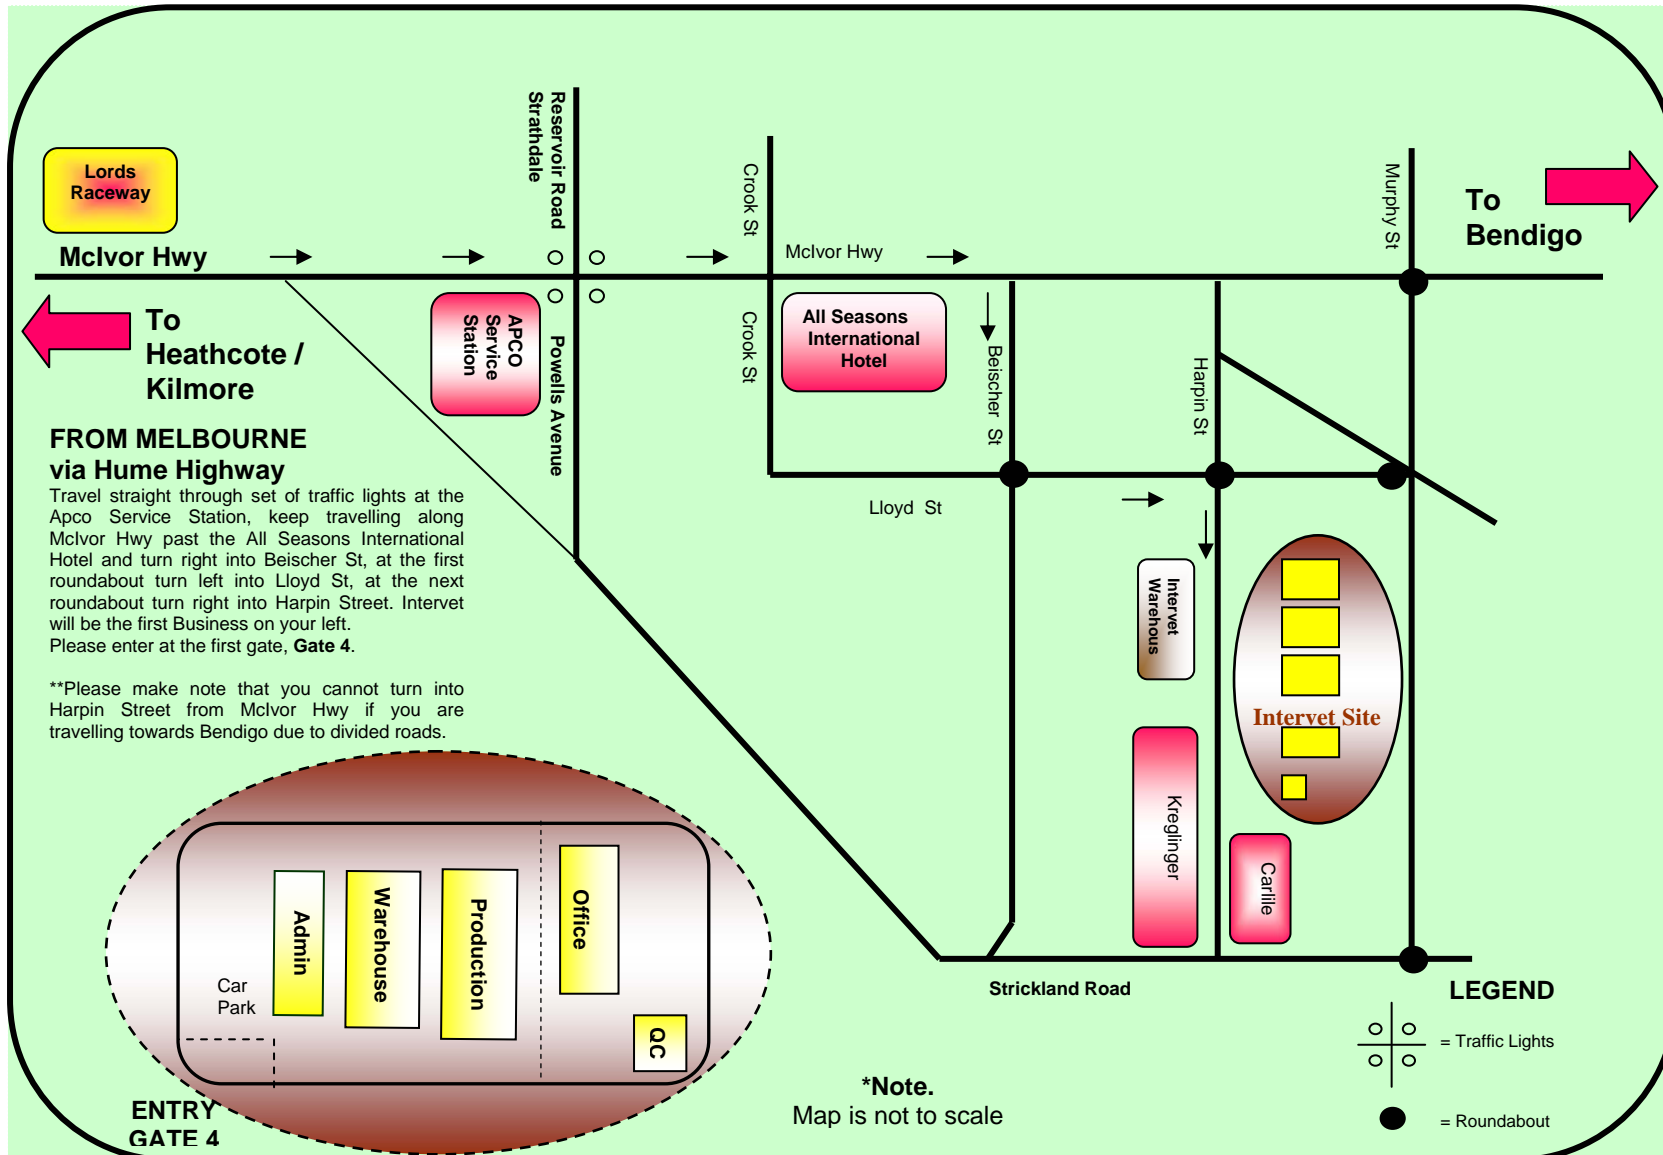 Reservoir Road
Strathdale
Lords
Raceway
Crook St
Murphy St
To
Bendigo
McIvor Hwy
McIvor Hwy
To
Heathcote /
Kilmore
APCO
Service
Station
Powells Avenue
Crook St
All Seasons
International
Hotel
Beischer St
Harpin St
FROM MELBOURNE
via Hume Highway
Travel straight through set of traffic lights at the
Apco Service Station, keep travelling along
McIvor Hwy past the All Seasons International
Hotel and turn right into Beischer St, at the first
roundabout turn left into Lloyd St, at the next
roundabout turn right into Harpin Street. Intervet
will be the first Business on your left.
Please enter at the first gate, Gate 4.
**Please make note that you cannot turn into
Harpin Street from McIvor Hwy if you are
travelling towards Bendigo due to divided roads.
Lloyd St
Intervet
Warehous
Intervet Site
Kreglinger
Carlile
Admin
Warehouse
Production
Office
QC
Car
Park
ENTRY
GATE 4
Strickland Road
*Note.
Map is not to scale
LEGEND
= Traffic Lights
= Roundabout